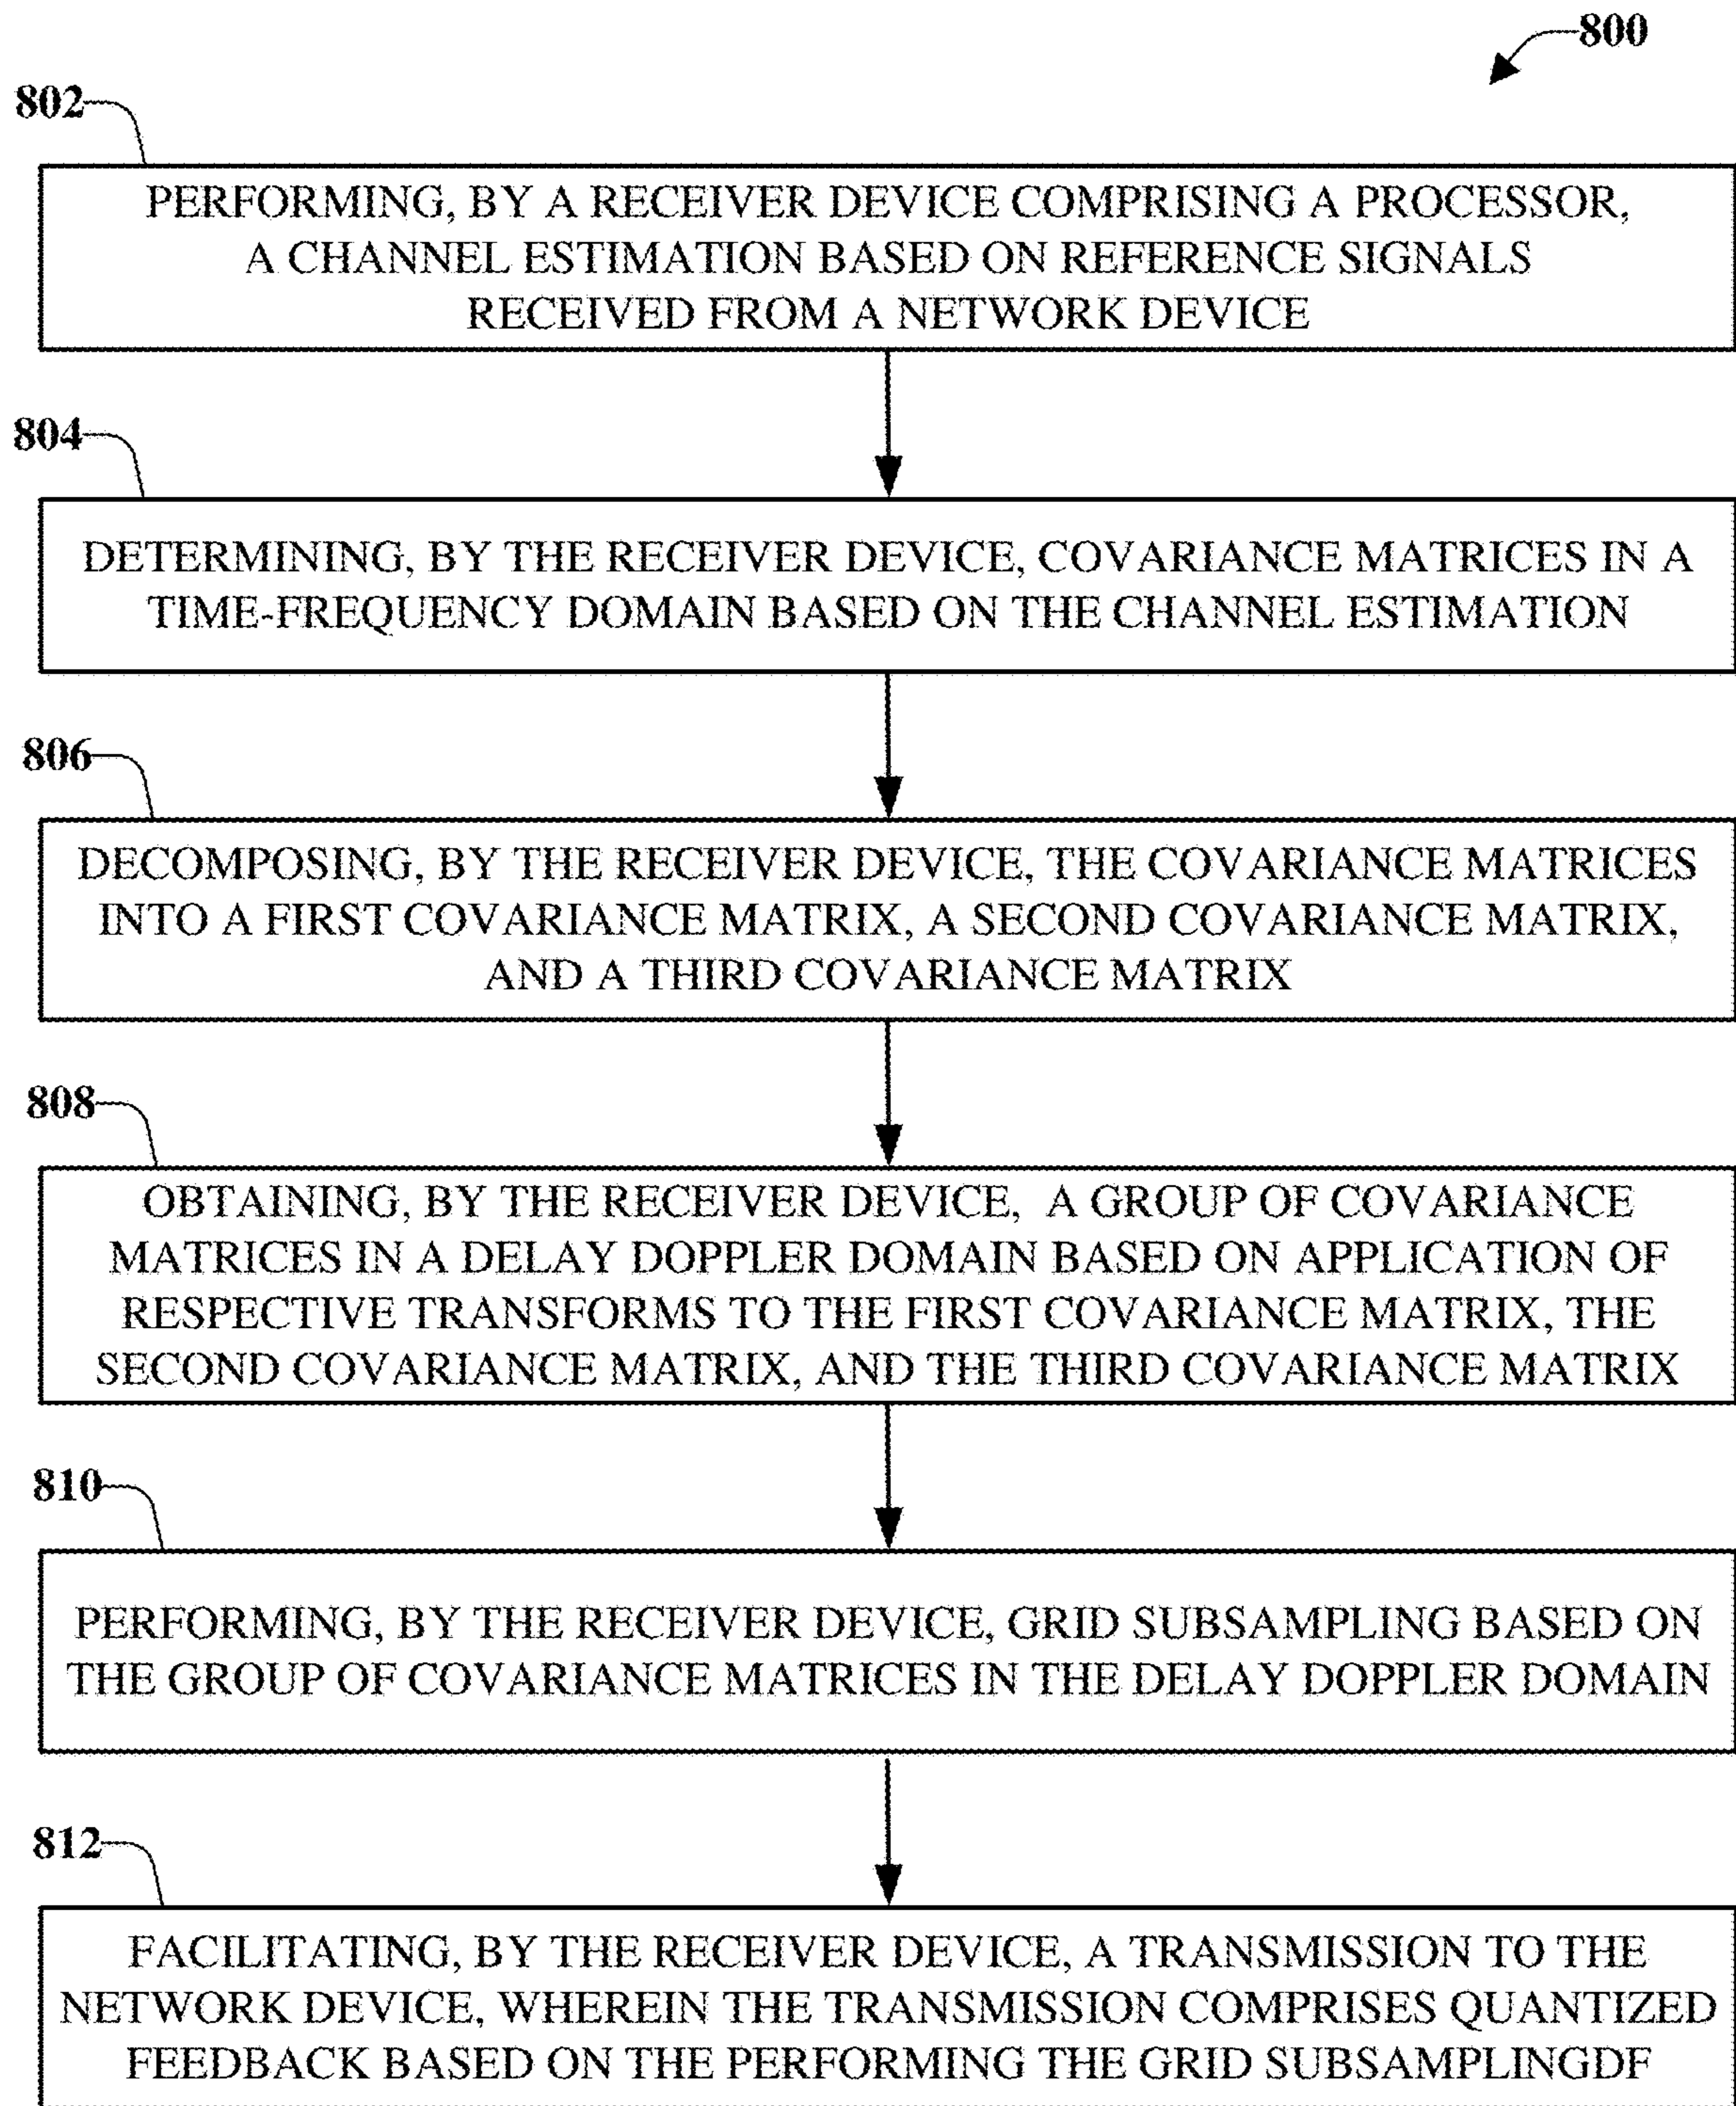 800
802
PERFORMING, BY A RECEIVER DEVICE COMPRISING A PROCESSOR,
A CHANNEL ESTIMATION BASED ON REFERENCE SIGNALS
RECEIVED FROM A NETWORK DEVICE
804
DETERMINING, BY THE RECEIVER DEVICE, COVARIANCE MATRICES IN A
TIME-FREQUENCY DOMAIN BASED ON THE CHANNEL ESTIMATION
806
DECOMPOSING, BY THE RECEIVER DEVICE, THE COVARIANCE MATRICES
INTO A FIRST COVARIANCE MATRIX, A SECOND COVARIANCE MATRIX,
AND A THIRD COVARIANCE MATRIX
808
OBTAINING, BY THE RECEIVER DEVICE, A GROUP OF COVARIANCE
MATRICES IN A DELAY DOPPLER DOMAIN BASED ON APPLICATION OF
RESPECTIVE TRANSFORMS TO THE FIRST COVARIANCE MATRIX, THE
SECOND COVARIANCE MATRIX, AND THE THIRD COVARIANCE MATRIX
810
PERFORMING, BY THE RECEIVER DEVICE, GRID SUBSAMPLING BASED ON
THE GROUP OF COVARIANCE MATRICES IN THE DELAY DOPPLER DOMAIN
812
FACILITATING, BY THE RECEIVER DEVICE, A TRANSMISSION TO THE
NETWORK DEVICE, WHEREIN THE TRANSMISSION COMPRISES QUANTIZED
FEEDBACK BASED ON THE PERFORMING THE GRID SUBSAMPLINGDF